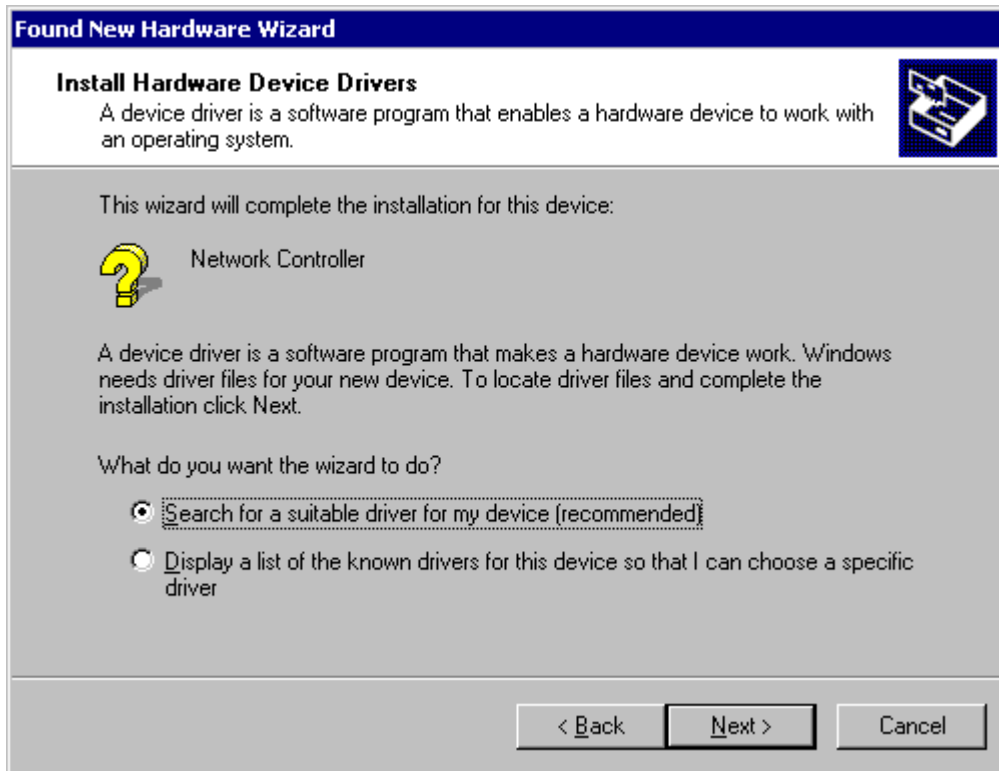 Found New Hardware Wizard
Install Hardware Device Drivers
A device driver is a software program that enables a hardware device to work with
an operating system.
This wizard will complete the installation for this device:
Network Controller
A device driver is a software program that makes a hardware device work. Windows
needs driver files for your new device. To locate driver files and complete the
installation click Next.
What do you want the wizard to do?
Search for a suitable driver for my device (recommended)
Display a list of the known drivers for this device so that I can choose a specific
driver
< Back
Next >
Cancel